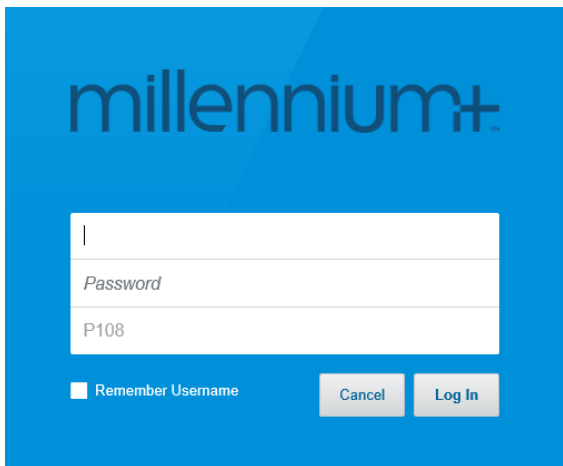 millennium+™
Password
P108
Remember Username
Cancel Log In